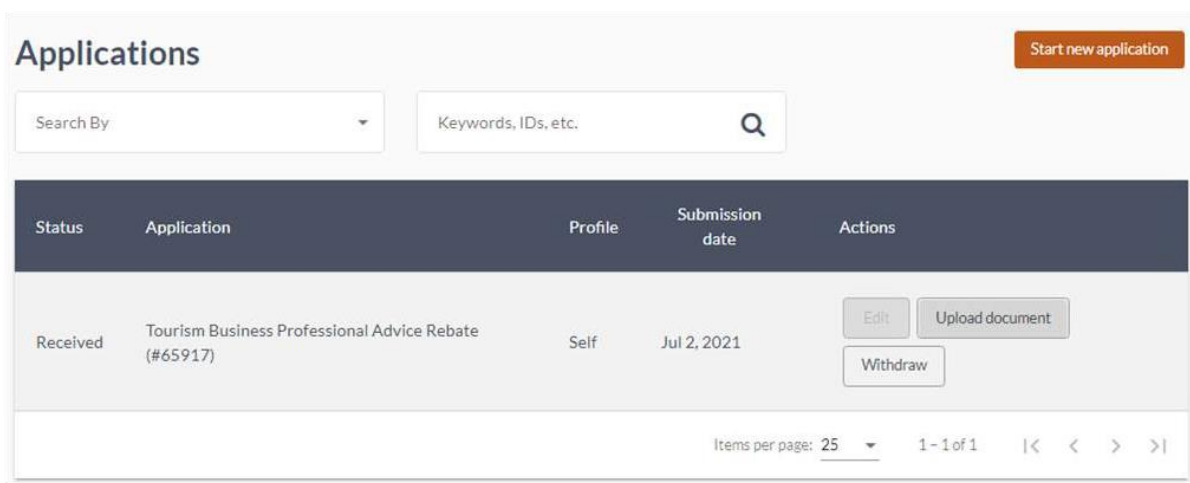 Applications
Start new application
Search By
Keywords, IDs, etc.
Status
Application
Profile
Submission
date
Actions
Received
Tourism Business Professional Advice Rebate
(#65917)
Self
Jul 2, 2021
Edit
Upload document
Withdraw
Items per page: 25
1 – 1 of 1